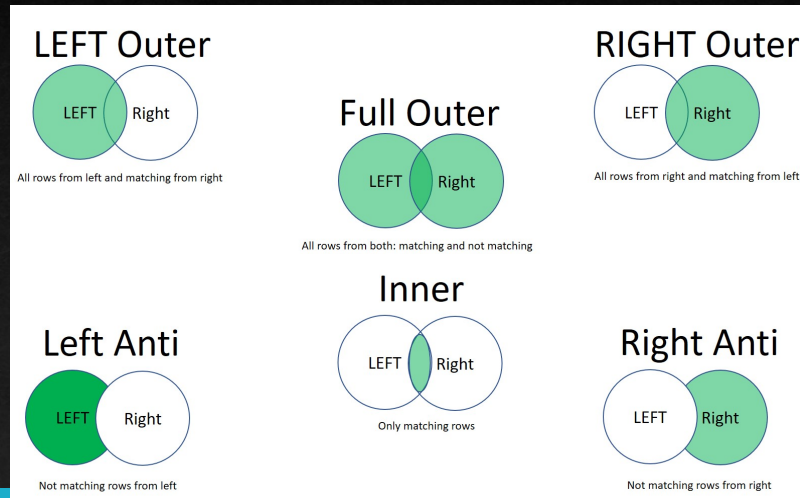 LEFT Outer
LEFT Right
All rows from left and matching from right
Full Outer
LEFT Right
All rows from both: matching and not matching
RIGHT Outer
LEFT Right
All rows from right and matching from left
Left Anti
LEFT Right
Not matching rows from left
Inner
LEFT Right
Only matching rows
Right Anti
LEFT Right
Not matching rows from right